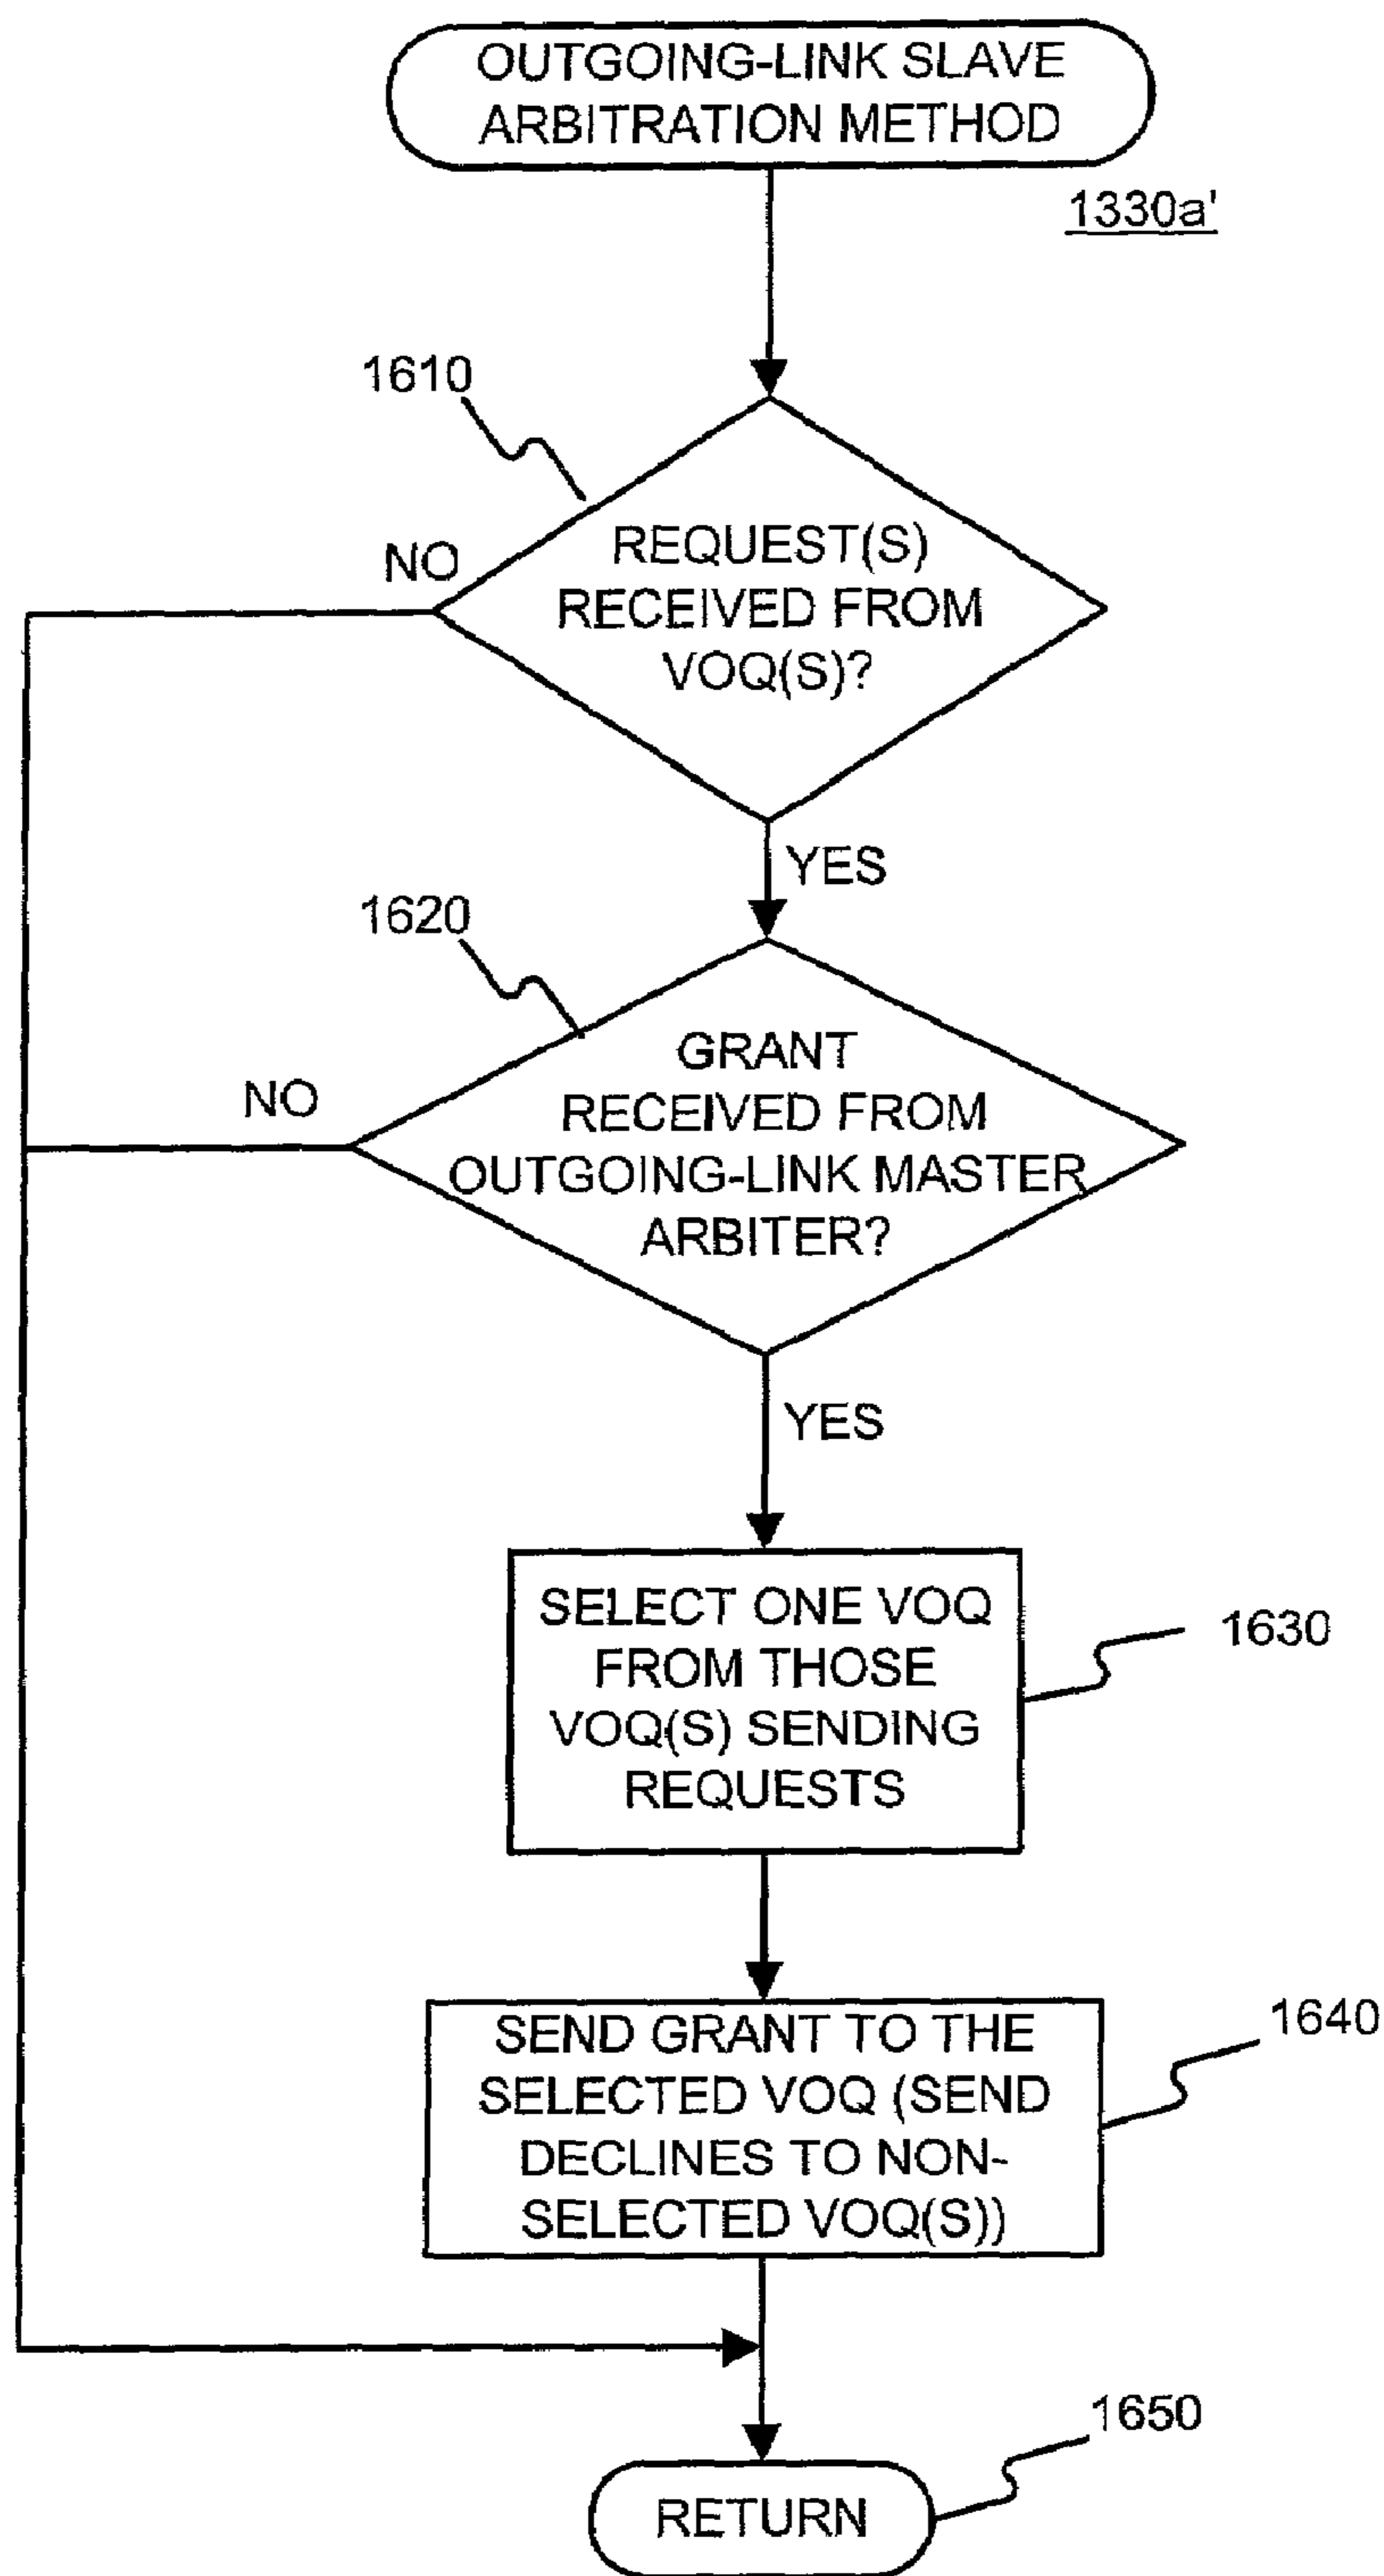 OUTGOING-LINK SLAVE
ARBITRATION METHOD
1330a'
1610
NO
REQUEST(S)
RECEIVED FROM
VOQ(S)?
YES
1620
NO
GRANT
RECEIVED FROM
OUTGOING-LINK MASTER
ARBITER?
YES
SELECT ONE VOQ
FROM THOSE
VOQ(S) SENDING
REQUESTS
1630
SEND GRANT TO THE
SELECTED VOQ (SEND
DECLINES TO NON-
SELECTED VOQ(S))
1640
1650
RETURN